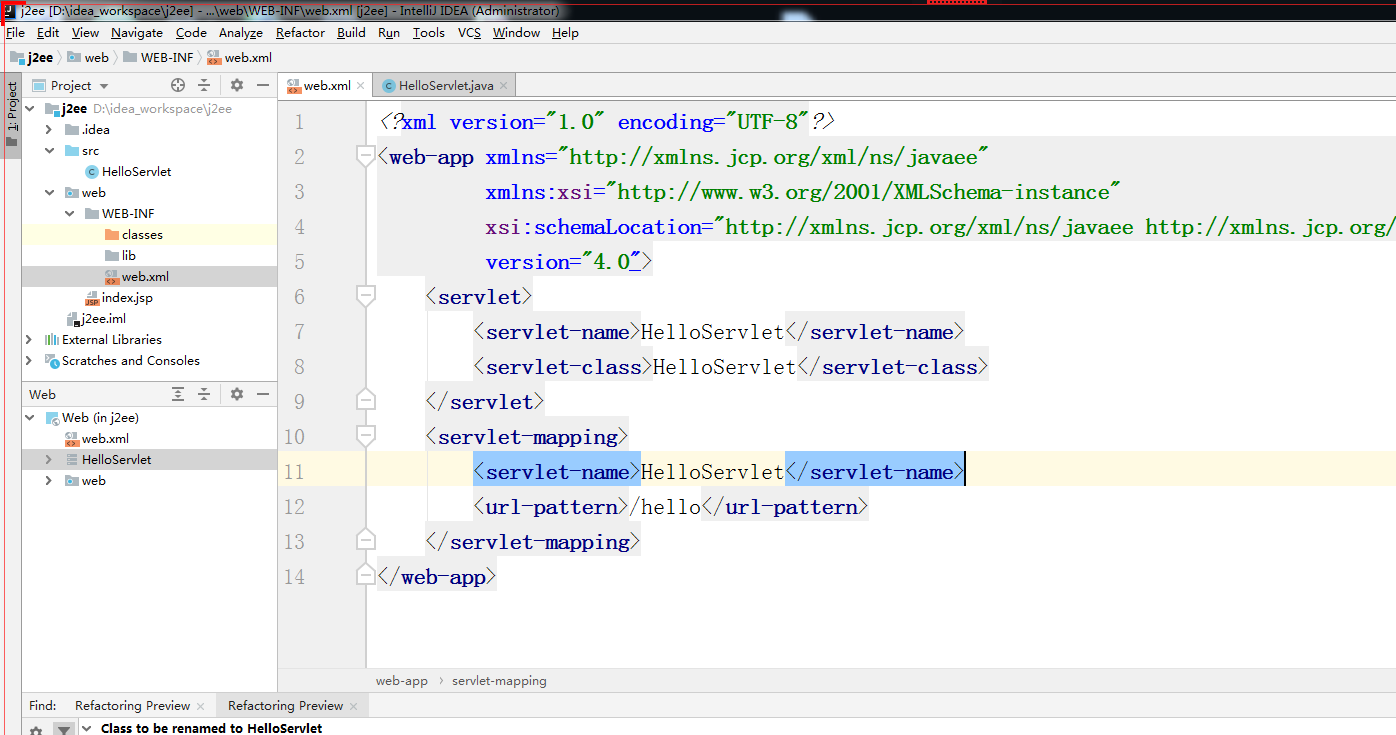 j2ee [D:\idea_workspace\j2ee] - ...\web\WEB-INF\web.xml [j2ee] - IntelliJ IDEA (Administrator)
File Edit View Navigate Code Analyze Refactor Build Run Tools VCS Window Help
j2ee web WEB-INF web.xml
1: Project
Project
web.xml HelloServlet.java
j2ee D:\idea_workspace\j2ee
.idea
src
HelloServlet
web
WEB-INF
classes
lib
web.xml
index.jsp
j2ee.iml
External Libraries
Scratches and Consoles
Web
Web (in j2ee)
web.xml
HelloServlet
web
1 <?xml version="1.0" encoding="UTF-8"?>
2 <web-app xmlns="http://xmlns.jcp.org/xml/ns/javaee"
3 xmlns:xsi="http://www.w3.org/2001/XMLSchema-instance"
4 xsi:schemaLocation="http://xmlns.jcp.org/xml/ns/javaee http://xmlns.jcp.org/
5 version="4.0">
6 <servlet>
7 <servlet-name>HelloServlet</servlet-name>
8 <servlet-class>HelloServlet</servlet-class>
9 </servlet>
10 <servlet-mapping>
11 <servlet-name>HelloServlet</servlet-name>
12 <url-pattern>/hello</url-pattern>
13 </servlet-mapping>
14 </web-app>
web-app › servlet-mapping
Find: Refactoring Preview Refactoring Preview
Class to be renamed to HelloServlet